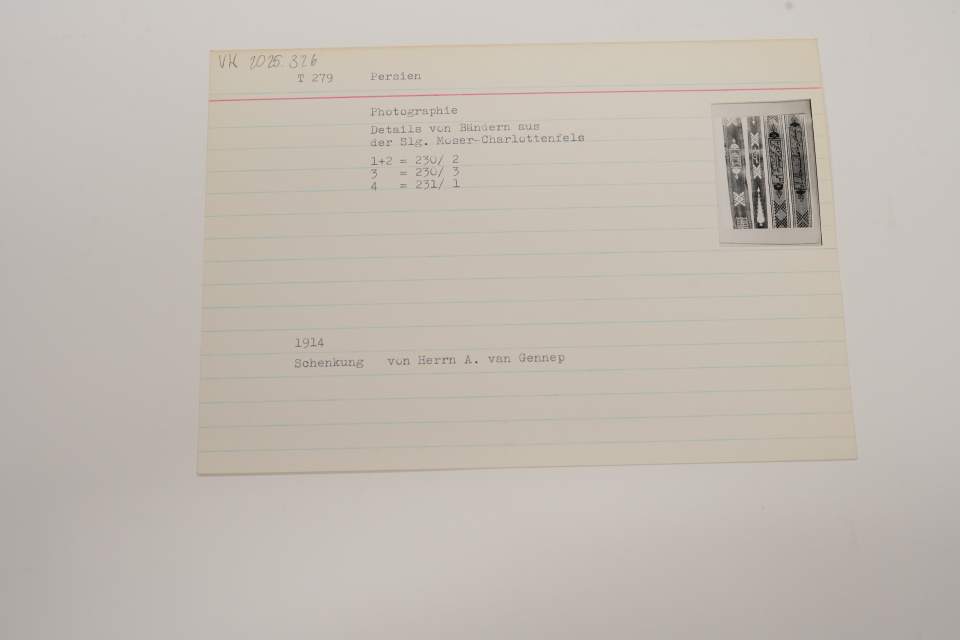 VK 2025.326
T 279 Persien
Photographie
Details von Bändern aus
der Slg. Moser-Charlottenfels
1+2 = 230/ 2
3 = 230/ 3
4 = 231/ 1
1914
Schenkung von Herrn A. van Gennep